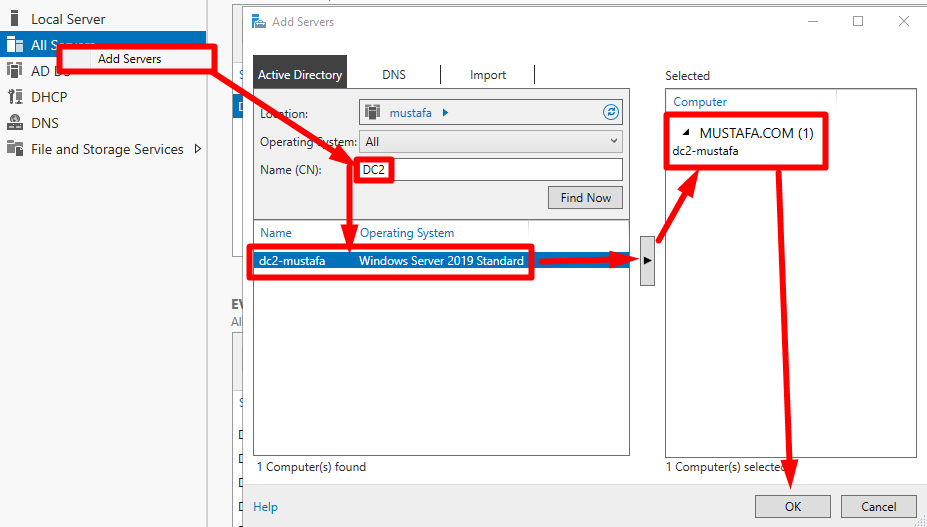 Local Server
All Servers
Add Servers
AD DS
DHCP
DNS
File and Storage Services
EV
Al
Add Servers
Active Directory
DNS
Import
Location:
mustafa
Operating System:
All
Name (CN):
DC2
Find Now
Name
Operating System
dc2-mustafa
Windows Server 2019 Standard
1 Computer(s) found
Selected
Computer
MUSTAFA.COM (1)
dc2-mustafa
1 Computer(s) selected
Help
OK
Cancel